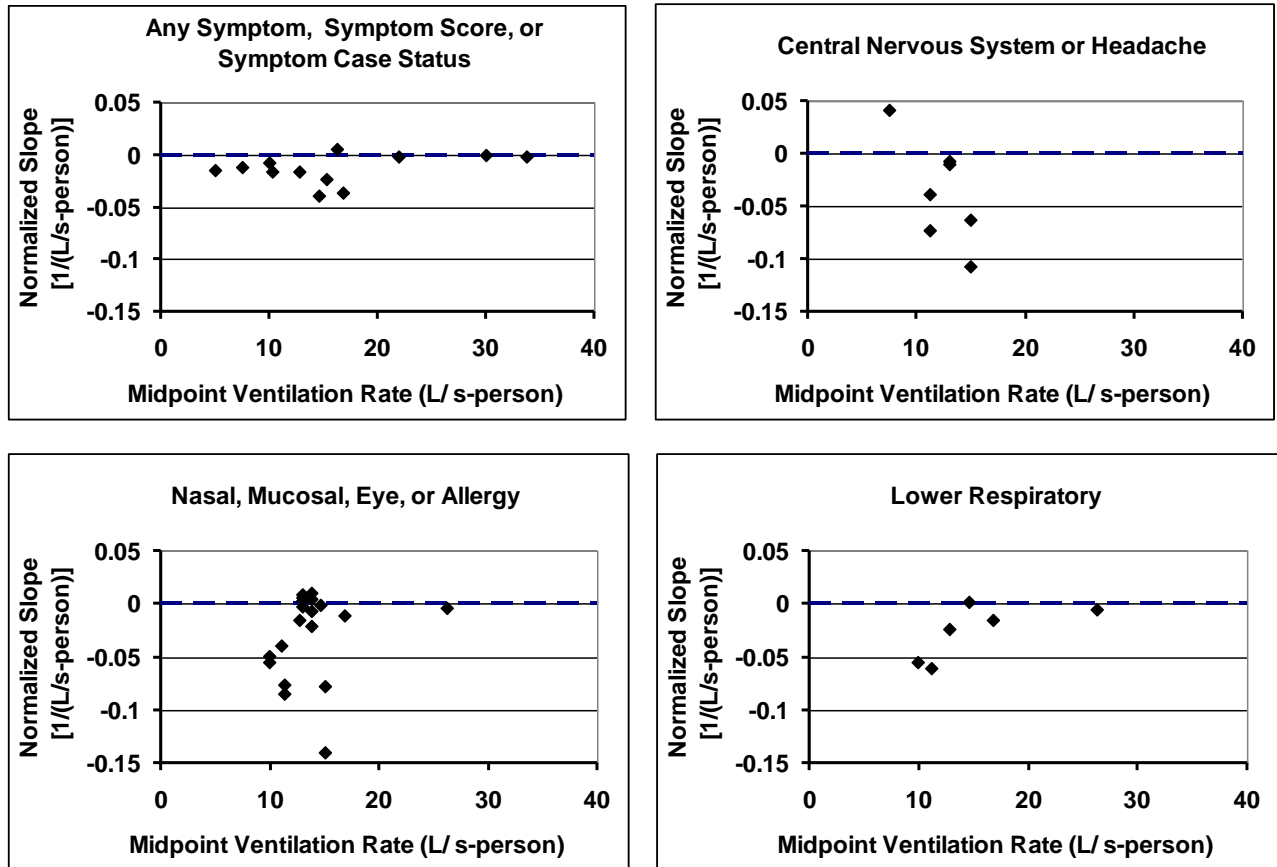 Any Symptom, Symptom Score, or
Symptom Case Status
Normalized Slope
[1/(L/s-person)]
0.05
0
-0.05
-0.1
-0.15
0 10 20 30 40
Midpoint Ventilation Rate (L/ s-person)
Central Nervous System or Headache
Normalized Slope
[1/(L/s-person)]
0.05
0
-0.05
-0.1
-0.15
0 10 20 30 40
Midpoint Ventilation Rate (L/ s-person)
Nasal, Mucosal, Eye, or Allergy
Normalized Slope
[1/(L/s-person)]
0.05
0
-0.05
-0.1
-0.15
0 10 20 30 40
Midpoint Ventilation Rate (L/ s-person)
Lower Respiratory
Normalized Slope
[1/(L/s-person)]
0.05
0
-0.05
-0.1
-0.15
0 10 20 30 40
Midpoint Ventilation Rate (L/ s-person)